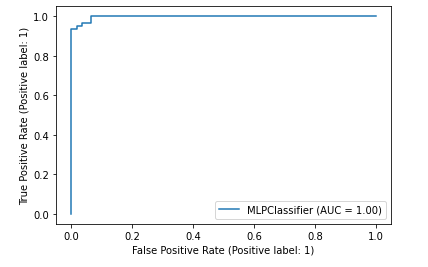 True Positive Rate (Positive label: 1)
1.0
0.8
0.6
0.4
0.2
0.0
MLPClassifier (AUC = 1.00)
0.0 0.2 0.4 0.6 0.8 1.0
False Positive Rate (Positive label: 1)